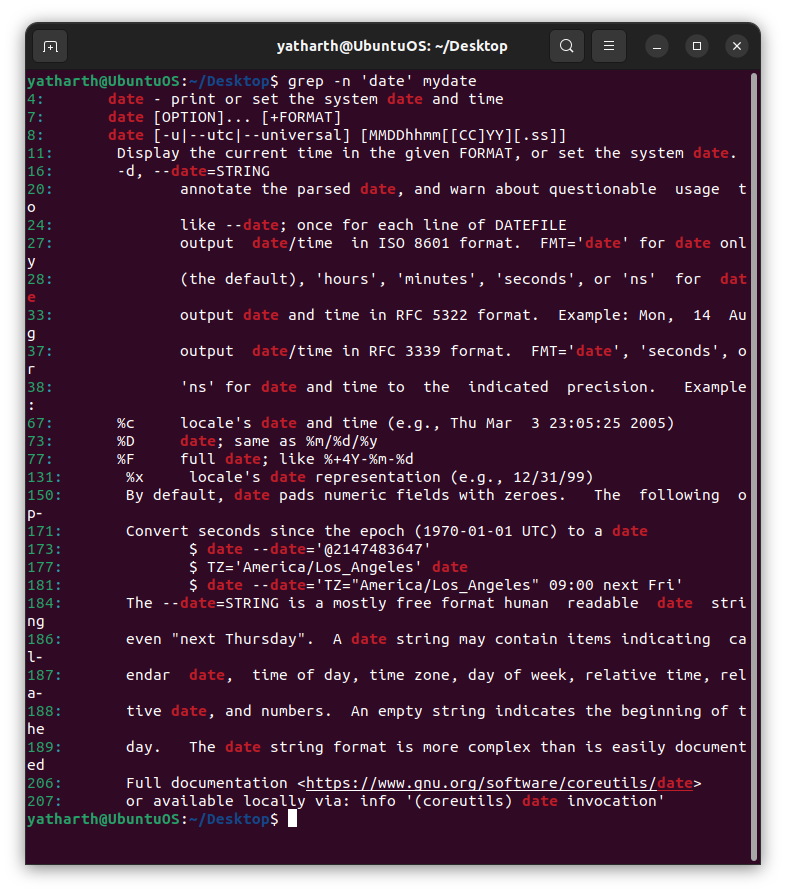 yatharth@UbuntuOS: ~/Desktop
yatharth@UbuntuOS:~/Desktop$ grep -n 'date' mydate
4:       date - print or set the system date and time
7:       date [OPTION]... [+FORMAT]
8:       date [-u|--utc|--universal] [MMDDhhmm[[CC]YY][.ss]]
11:       Display the current time in the given FORMAT, or set the system date.
16:       -d, --date=STRING
20:              annotate the parsed date, and warn about questionable  usage  t
o
24:              like --date; once for each line of DATEFILE
27:              output  date/time  in ISO 8601 format.  FMT='date' for date onl
y
28:              (the default), 'hours', 'minutes', 'seconds', or 'ns'  for  dat
e
33:              output date and time in RFC 5322 format.  Example: Mon,  14  Au
g
37:              output  date/time in RFC 3339 format.  FMT='date', 'seconds', o
r
38:              'ns' for date and time to  the  indicated  precision.   Example
:
67:       %c     locale's date and time (e.g., Thu Mar  3 23:05:25 2005)
73:       %D     date; same as %m/%d/%y
77:       %F     full date; like %+4Y-%m-%d
131:       %x     locale's date representation (e.g., 12/31/99)
150:       By default, date pads numeric fields with zeroes.   The  following  o
p-
171:       Convert seconds since the epoch (1970-01-01 UTC) to a date
173:              $ date --date='@2147483647'
177:              $ TZ='America/Los_Angeles' date
181:              $ date --date='TZ="America/Los_Angeles" 09:00 next Fri'
184:       The --date=STRING is a mostly free format human  readable  date  stri
ng
186:       even "next Thursday".  A date string may contain items indicating  ca
l-
187:       endar  date,  time of day, time zone, day of week, relative time, rel
a-
188:       tive date, and numbers.  An empty string indicates the beginning of t
he
189:       day.   The date string format is more complex than is easily document
ed
206:       Full documentation <https://www.gnu.org/software/coreutils/date>
207:       or available locally via: info '(coreutils) date invocation'
yatharth@UbuntuOS:~/Desktop$